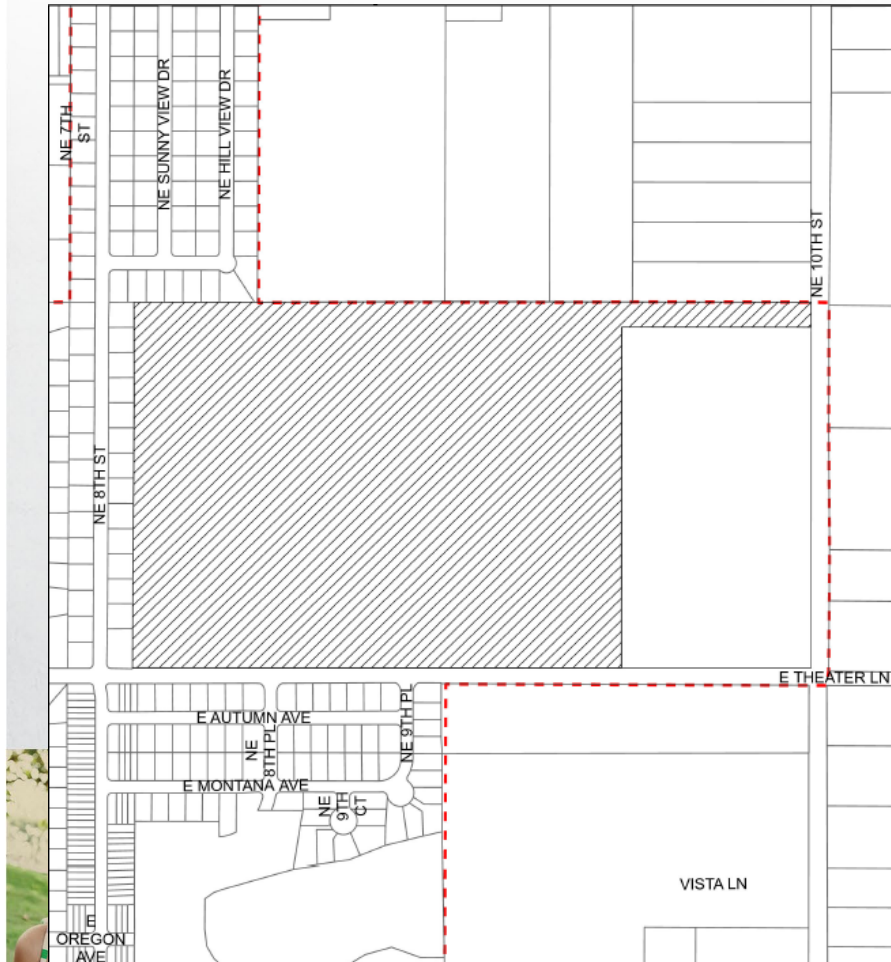 NE 7TH
ST
NE SUNNY VIEW DR
NE HILL VIEW DR
NE 10TH ST
NE 8TH ST
E THEATER LN
E AUTUMN AVE
NE
8TH PL
NE 9TH PL
E MONTANA AVE
NE
9TH
CT
VISTA LN
E
OREGON
AVE